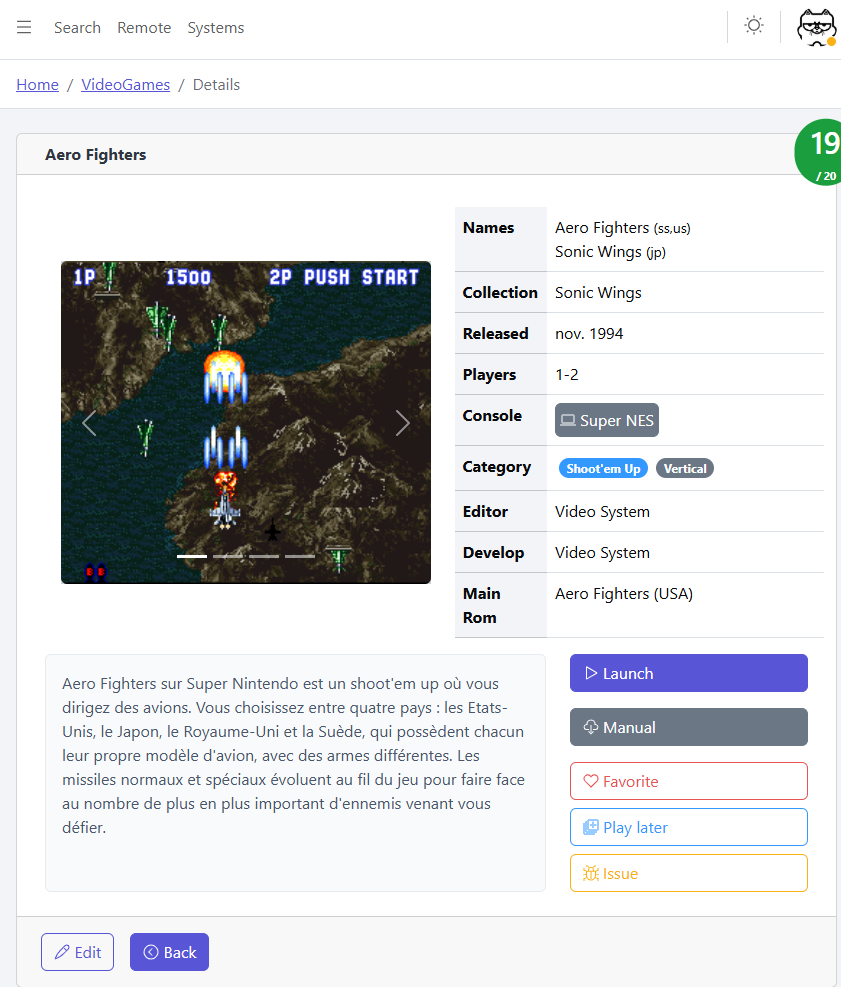 Search Remote Systems
Home / VideoGames / Details
Aero Fighters
19
/ 20
1P 1500 2P PUSH START
Names Aero Fighters (ss,us)
Sonic Wings (jp)
Collection Sonic Wings
Released nov. 1994
Players 1-2
Console Super NES
Category Shoot'em Up Vertical
Editor Video System
Develop Video System
Main Rom Aero Fighters (USA)
Aero Fighters sur Super Nintendo est un shoot'em up où vous
dirigez des avions. Vous choisissez entre quatre pays : les Etats-
Unis, le Japon, le Royaume-Uni et la Suède, qui possèdent chacun
leur propre modèle d'avion, avec des armes différentes. Les
missiles normaux et spéciaux évoluent au fil du jeu pour faire face
au nombre de plus en plus important d'ennemis venant vous
défier.
Launch
Manual
Favorite
Play later
Issue
Edit Back